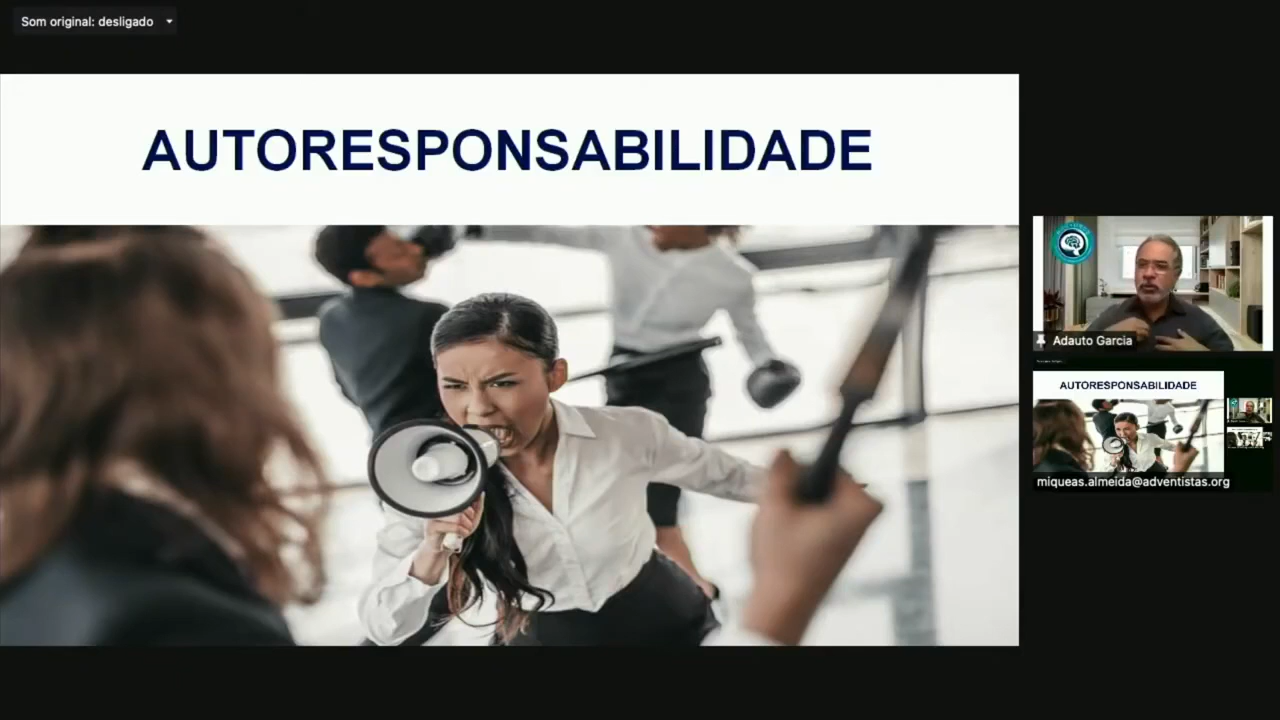 Som original: desligado
AUTORESPONSABILIDADE
Adauto Garcia
AUTORESPONSABILIDADE
miqueas.almeida@adventistas.org